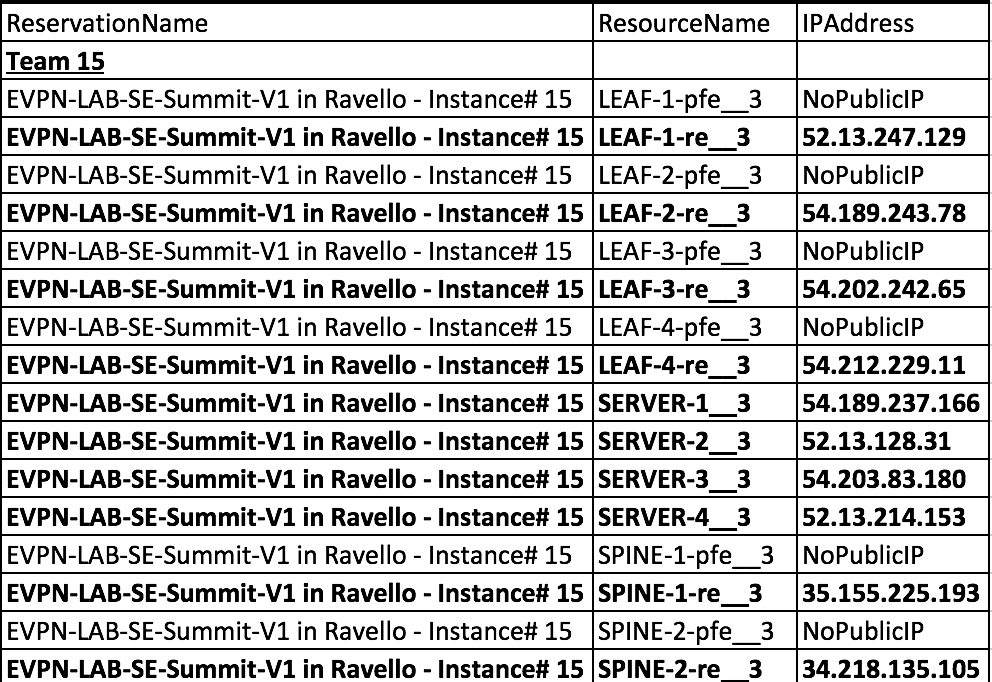 ReservationName ResourceName IPAddress
Team 15
EVPN-LAB-SE-Summit-V1 in Ravello - Instance# 15 LEAF-1-pfe__3 NoPublicIP
EVPN-LAB-SE-Summit-V1 in Ravello - Instance# 15 LEAF-1-re__3 52.13.247.129
EVPN-LAB-SE-Summit-V1 in Ravello - Instance# 15 LEAF-2-pfe__3 NoPublicIP
EVPN-LAB-SE-Summit-V1 in Ravello - Instance# 15 LEAF-2-re__3 54.189.243.78
EVPN-LAB-SE-Summit-V1 in Ravello - Instance# 15 LEAF-3-pfe__3 NoPublicIP
EVPN-LAB-SE-Summit-V1 in Ravello - Instance# 15 LEAF-3-re__3 54.202.242.65
EVPN-LAB-SE-Summit-V1 in Ravello - Instance# 15 LEAF-4-pfe__3 NoPublicIP
EVPN-LAB-SE-Summit-V1 in Ravello - Instance# 15 LEAF-4-re__3 54.212.229.11
EVPN-LAB-SE-Summit-V1 in Ravello - Instance# 15 SERVER-1__3 54.189.237.166
EVPN-LAB-SE-Summit-V1 in Ravello - Instance# 15 SERVER-2__3 52.13.128.31
EVPN-LAB-SE-Summit-V1 in Ravello - Instance# 15 SERVER-3__3 54.203.83.180
EVPN-LAB-SE-Summit-V1 in Ravello - Instance# 15 SERVER-4__3 52.13.214.153
EVPN-LAB-SE-Summit-V1 in Ravello - Instance# 15 SPINE-1-pfe__3 NoPublicIP
EVPN-LAB-SE-Summit-V1 in Ravello - Instance# 15 SPINE-1-re__3 35.155.225.193
EVPN-LAB-SE-Summit-V1 in Ravello - Instance# 15 SPINE-2-pfe__3 NoPublicIP
EVPN-LAB-SE-Summit-V1 in Ravello - Instance# 15 SPINE-2-re__3 34.218.135.105